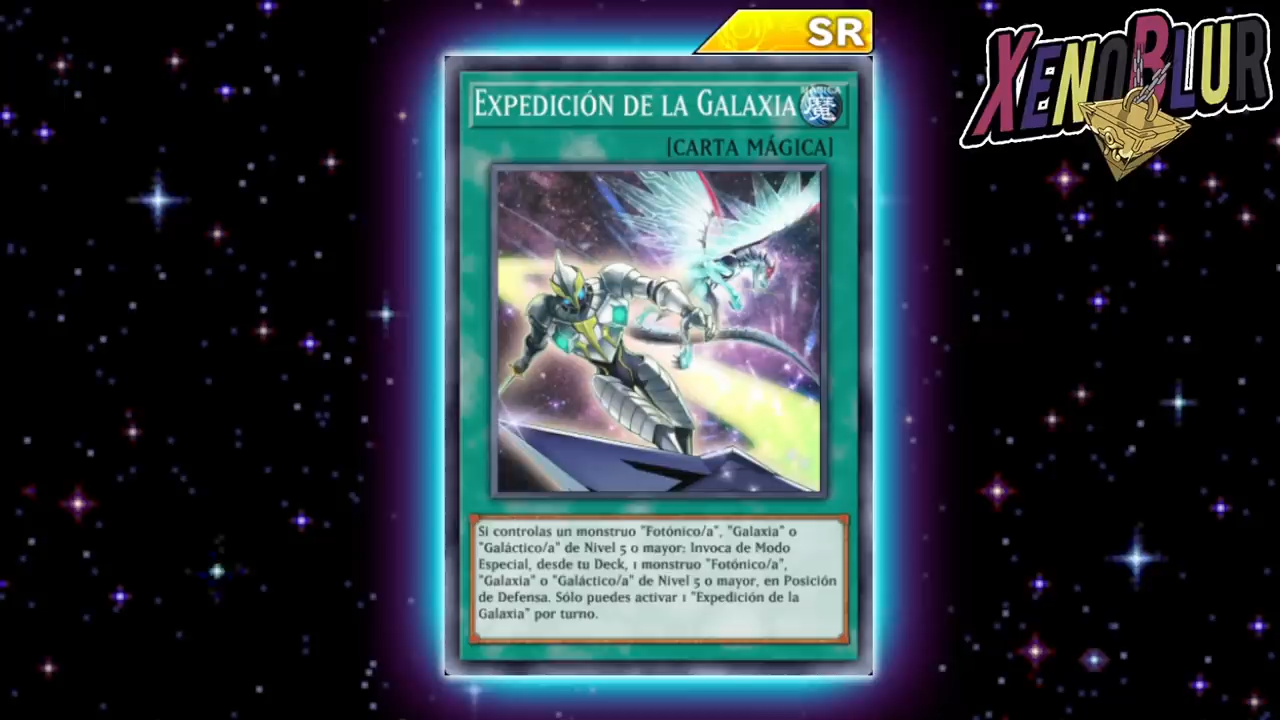 SR
XENOBLUR
EXPEDICIÓN DE LA GALAXIA
MÁGICA
魔
[CARTA MÁGICA]
Si controlas un monstruo "Fotónico/a", "Galaxia" o
"Galáctico/a" de Nivel 5 o mayor: Invoca de Modo
Especial, desde tu Deck, 1 monstruo "Fotónico/a",
"Galaxia" o "Galáctico/a" de Nivel 5 o mayor, en Posición
de Defensa. Sólo puedes activar 1 "Expedición de la
Galaxia" por turno.